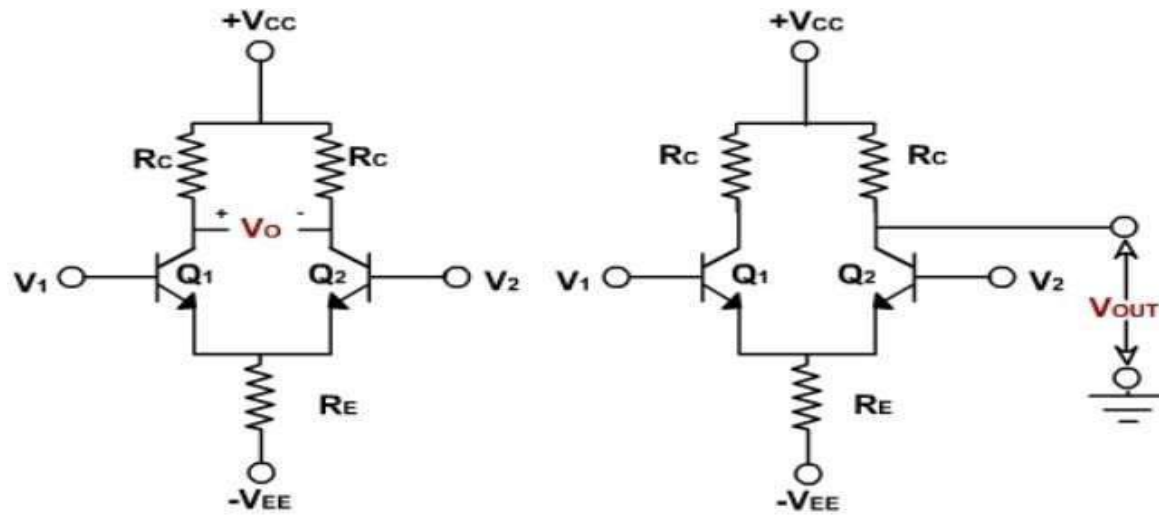 +VCC +VCC
RC RC RC RC
+ VO -
V1 Q1 Q2 V2 V1 Q1 Q2 V2
VOUT
RE RE
-VEE -VEE